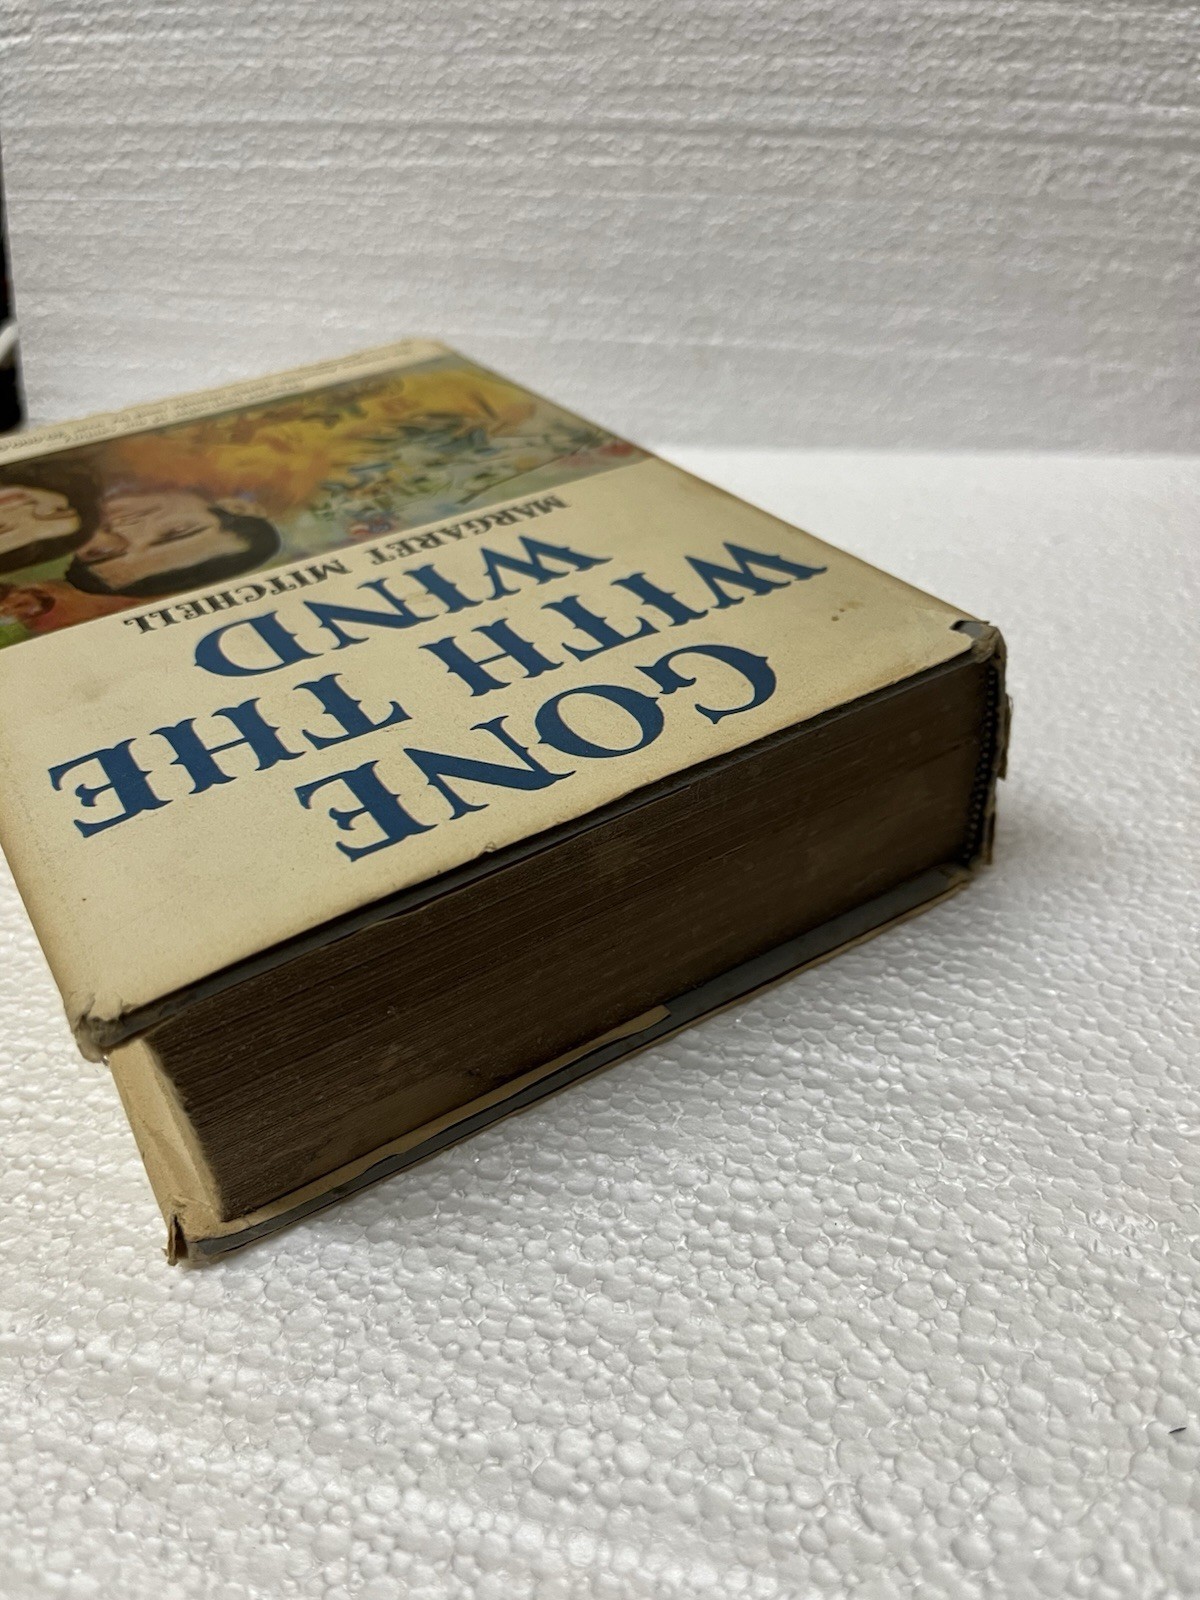 GONE
WITH THE
WIND
MARGARET MITCHELL